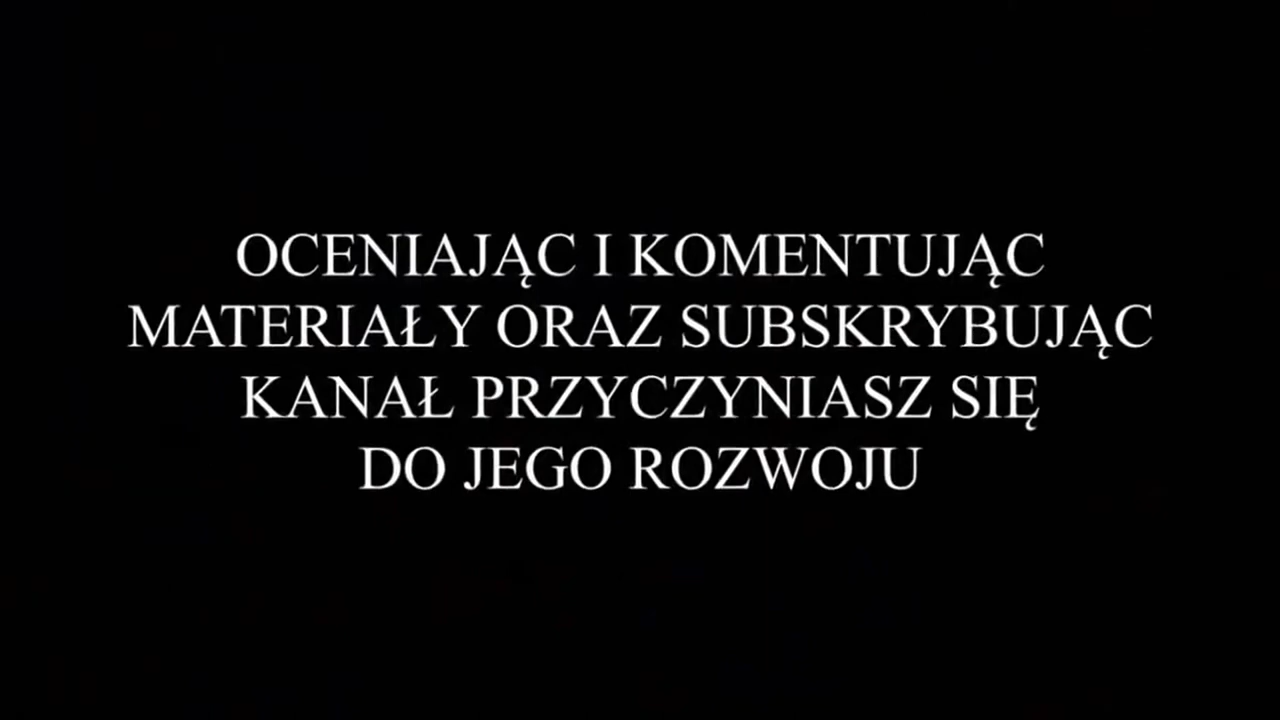 OCENIAJĄC I KOMENTUJĄC
MATERIAŁY ORAZ SUBSKRYBUJĄC
KANAŁ PRZYCZYNIASZ SIĘ
DO JEGO ROZWOJU